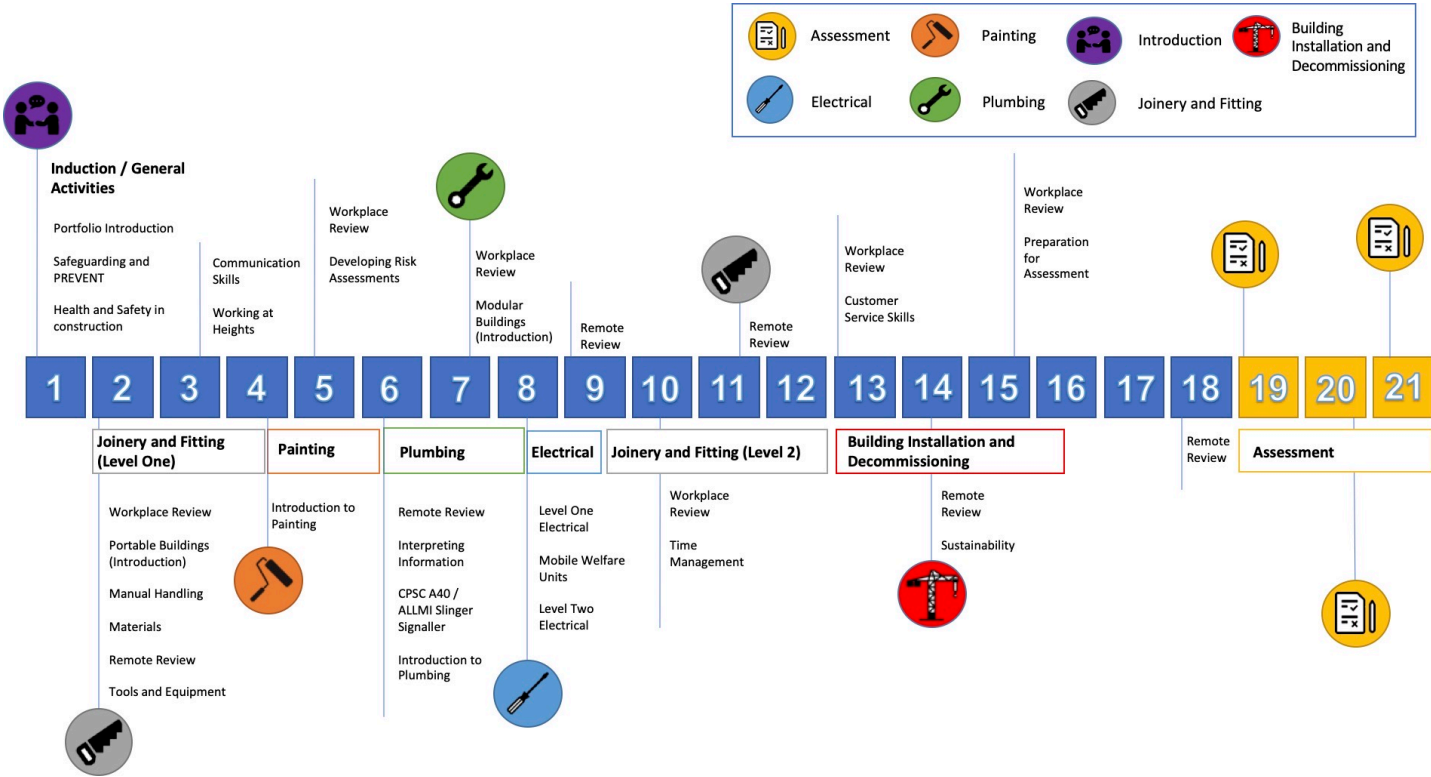 Assessment
Painting
Introduction
Building
Installation and
Decommissioning
Electrical
Plumbing
Joinery and Fitting
Induction / General
Activities
Portfolio Introduction
Safeguarding and
PREVENT
Health and Safety in
construction
Communication
Skills
Working at
Heights
Workplace
Review
Developing Risk
Assessments
Workplace
Review
Modular
Buildings
(Introduction)
Remote
Review
Remote
Review
Workplace
Review
Customer
Service Skills
Workplace
Review
Preparation
for
Assessment
1 2 3 4 5 6 7 8 9 10 11 12 13 14 15 16 17 18 19 20 21
Joinery and Fitting
(Level One)
Painting
Plumbing
Electrical
Joinery and Fitting (Level 2)
Building Installation and
Decommissioning
Remote
Review
Assessment
Workplace Review
Portable Buildings
(Introduction)
Manual Handling
Materials
Remote Review
Tools and Equipment
Introduction to
Painting
Remote Review
Interpreting
Information
CPSC A40 /
ALLMI Slinger
Signaller
Introduction to
Plumbing
Level One
Electrical
Mobile Welfare
Units
Level Two
Electrical
Workplace
Review
Time
Management
Remote
Review
Sustainability